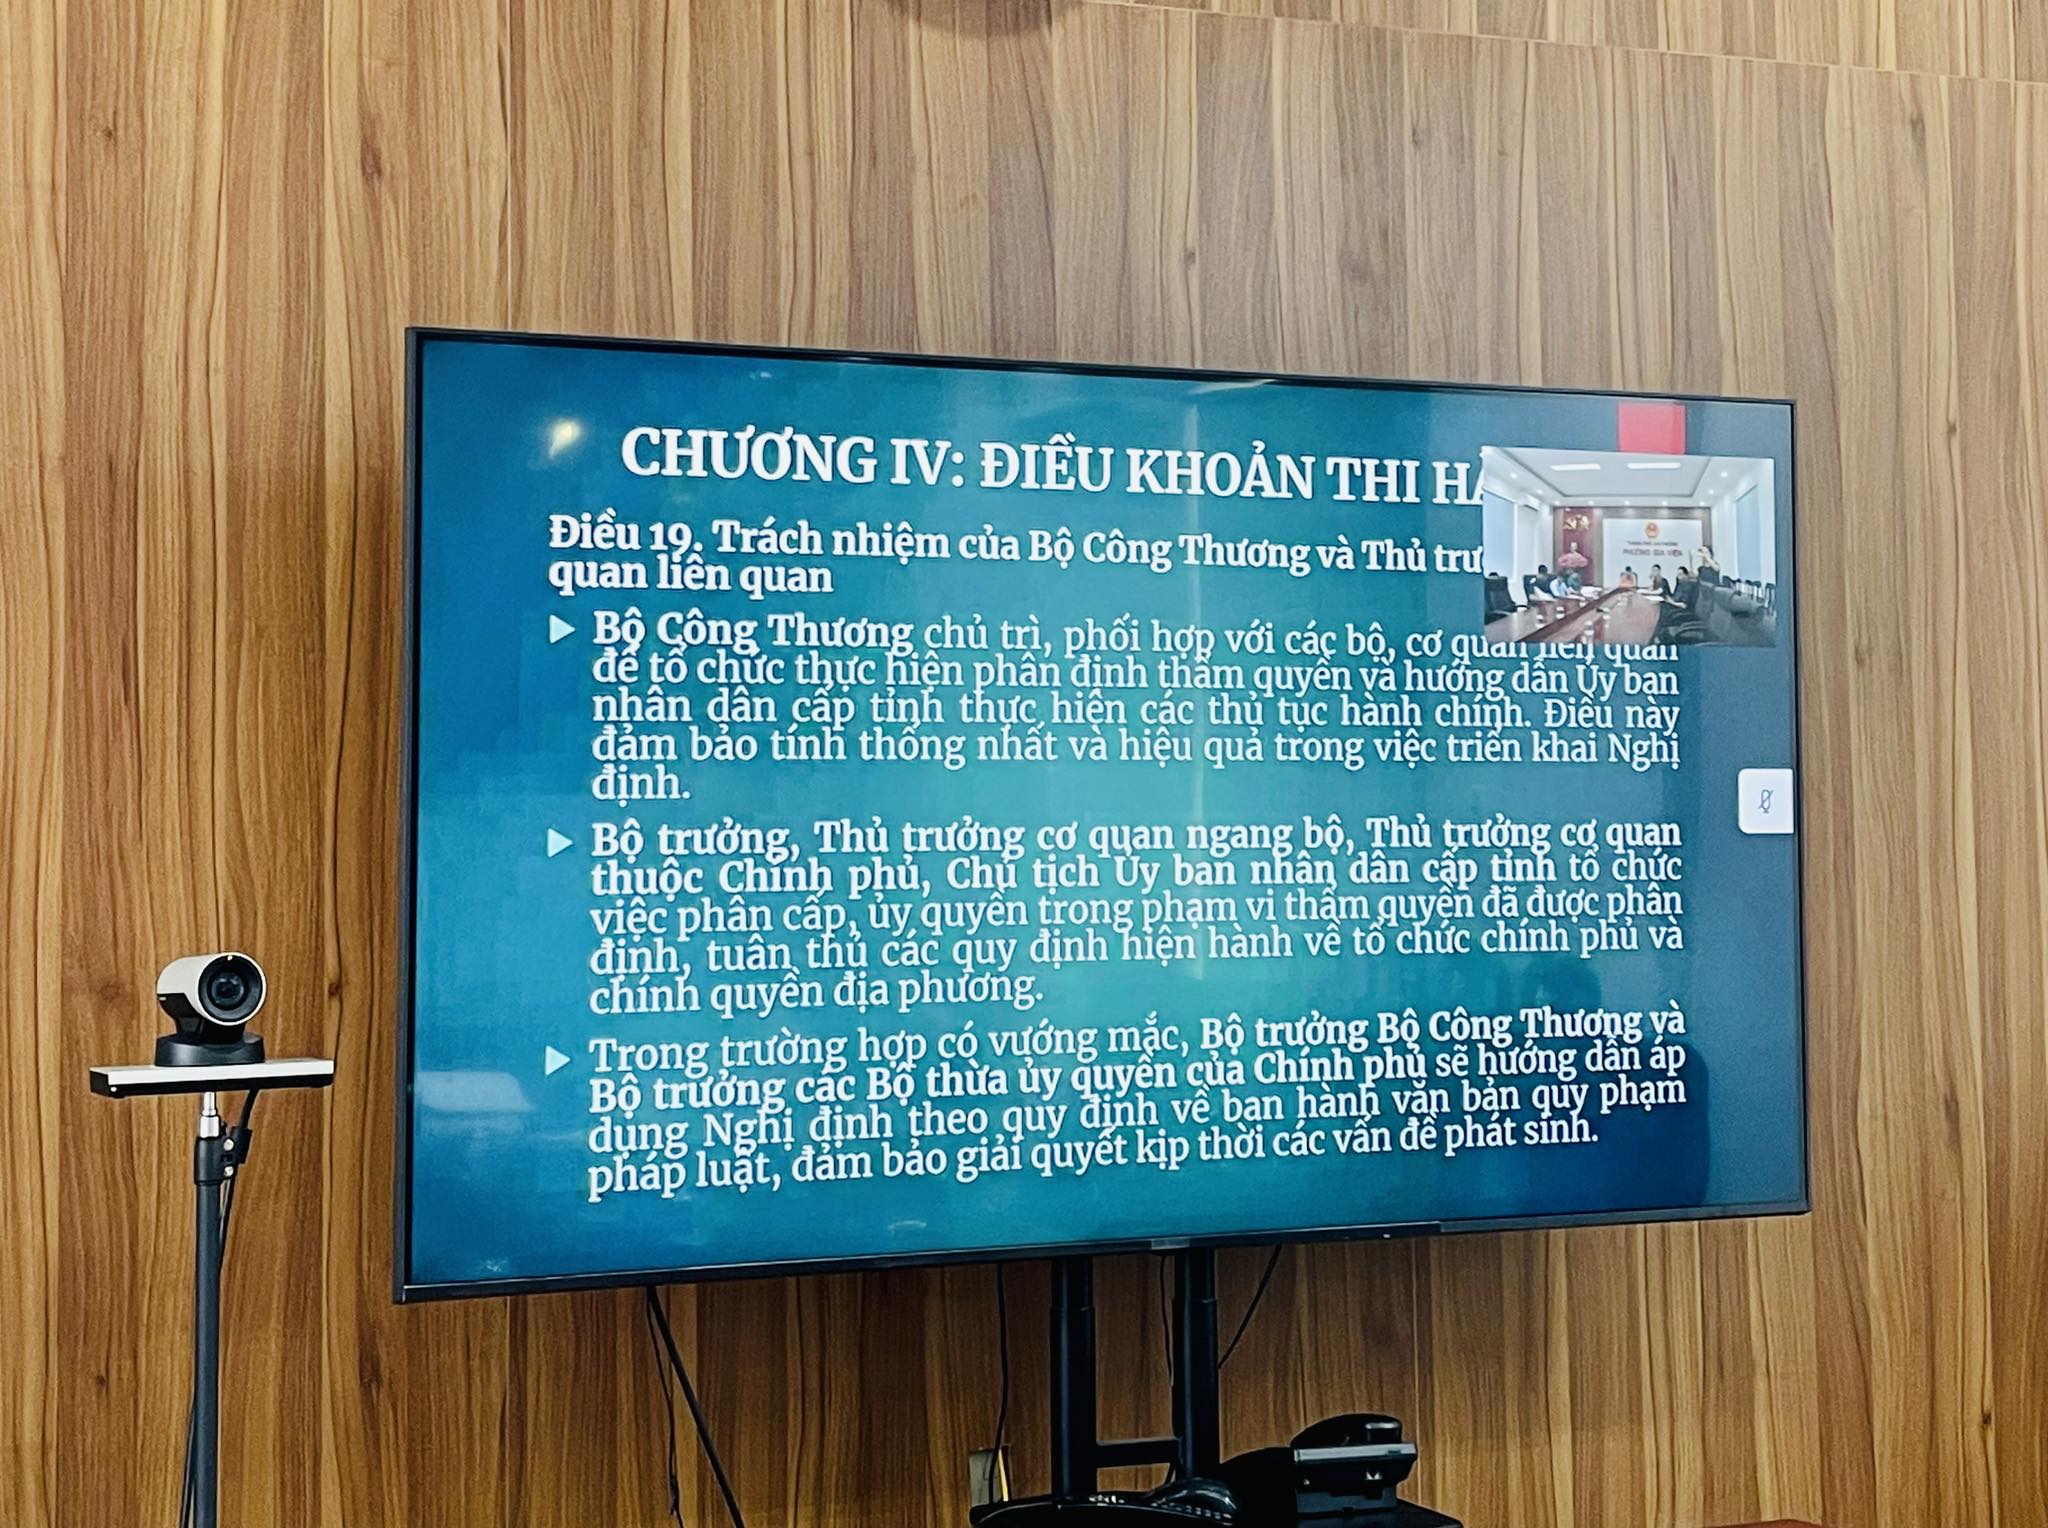 CHƯƠNG IV: ĐIỀU KHOẢN THI
Điều 19. Trách nhiệm của Bộ Công Thương và Thủ
quan liên quan
Bộ Công Thương chủ trì, phối hợp với các bộ, cơ quan liên quan
để tổ chức thực hiện phân định thẩm quyền và hướng dẫn Ủy ban
nhân dân cấp tỉnh thực hiện các thủ tục hành chính. Điều này
đảm bảo tính thống nhất và hiệu quả trong việc triển khai Nghị
định.
Bộ trưởng, Thủ trưởng cơ quan ngang bộ, Thủ trưởng cơ quan
thuộc Chính phủ, Chủ tịch Ủy ban nhân dân cấp tỉnh tổ chức
việc phân cấp, ủy quyền trong phạm vi thẩm quyền đã được phân
định, tuân thủ các quy định hiện hành về tổ chức chính phủ và
chính quyền địa phương.
Trong trường hợp có vướng mắc, Bộ trưởng Bộ Công Thương và
Bộ trưởng các Bộ thừa ủy quyền của Chính phủ sẽ hướng dẫn áp
dụng Nghị định theo quy định về ban hành văn bản quy phạm
pháp luật, đảm bảo giải quyết kịp thời các vấn đề phát sinh.
PHƯỜNG GIA VIÊN